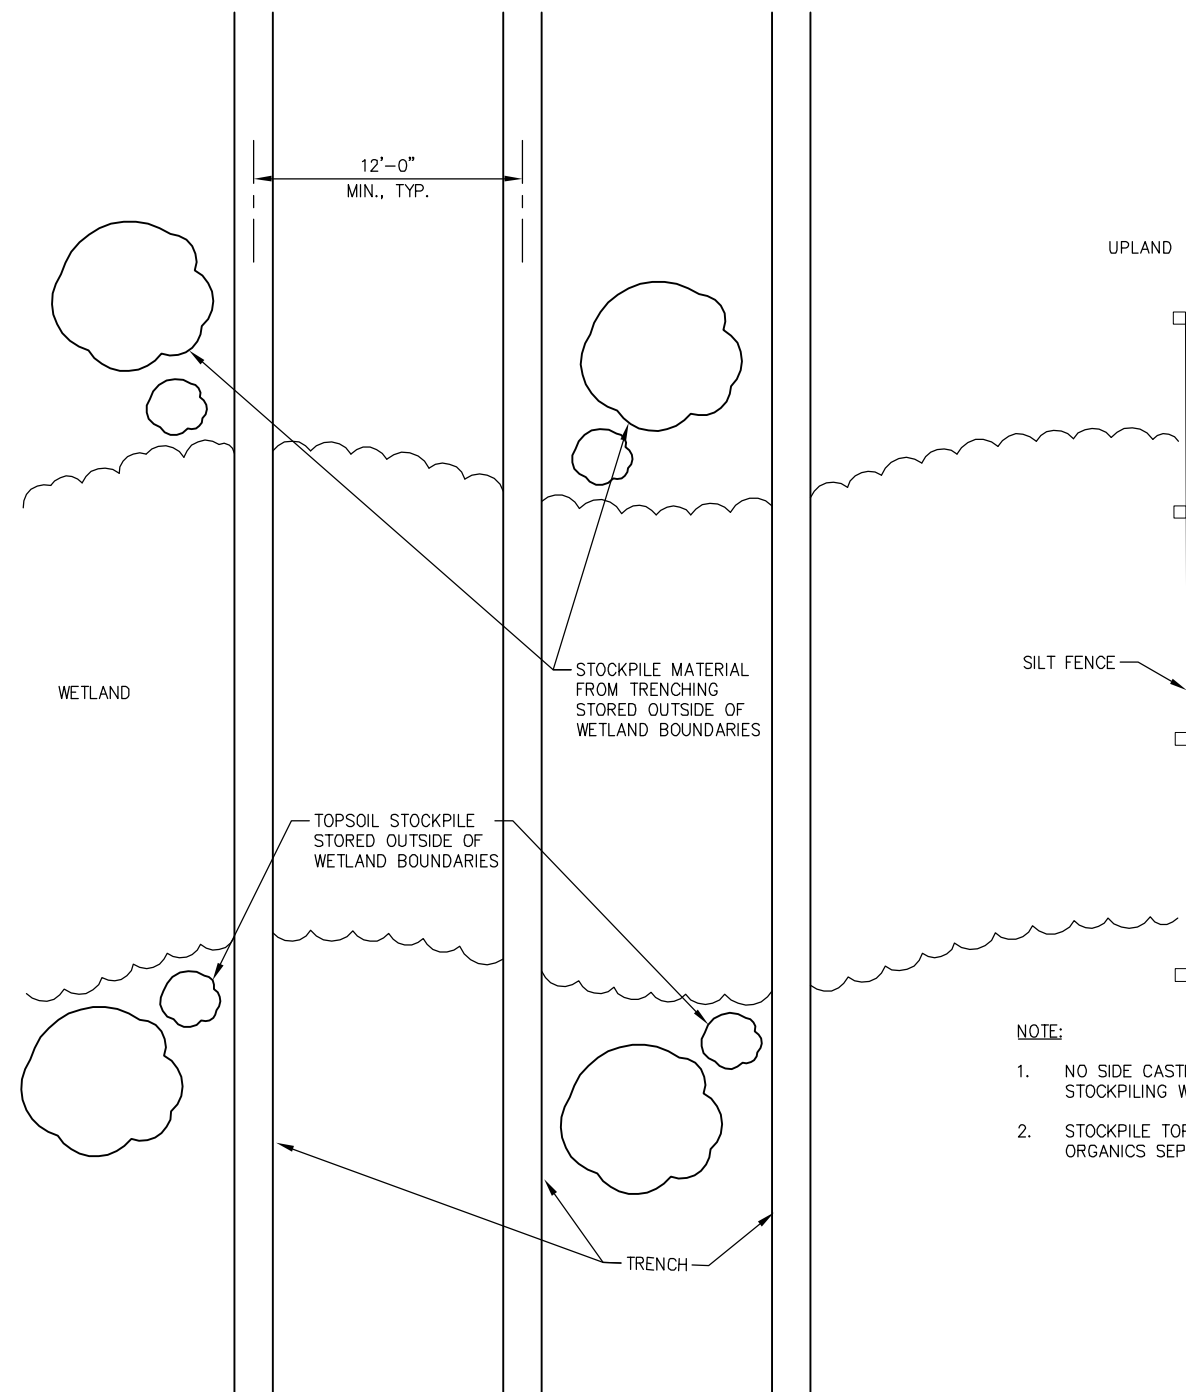 12'-0"
MIN., TYP.
UPLAND
STOCKPILE MATERIAL
FROM TRENCHING
STORED OUTSIDE OF
WETLAND BOUNDARIES
SILT FENCE
WETLAND
TOPSOIL STOCKPILE
STORED OUTSIDE OF
WETLAND BOUNDARIES
NOTE:
1. NO SIDE
STOCKPILING
2. STOCKPILE
ORGANICS
TRENCH